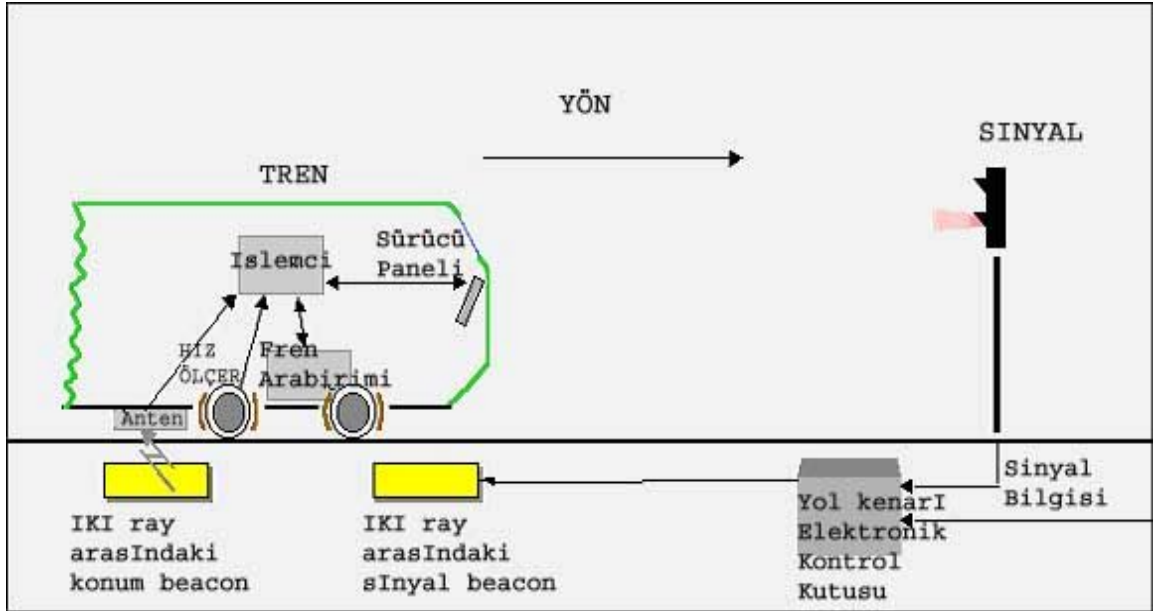 YÖN
SINYAL
TREN
Sürücü
Paneli
Islemci
HIZ
ÖLÇER
Fren
Arabirimi
Anten
IKI ray
arasIndaki
konum beacon
IKI ray
arasIndaki
sInyal beacon
Yol kenarI
Elektronik
Kontrol
Kutusu
Sinyal
Bilgisi